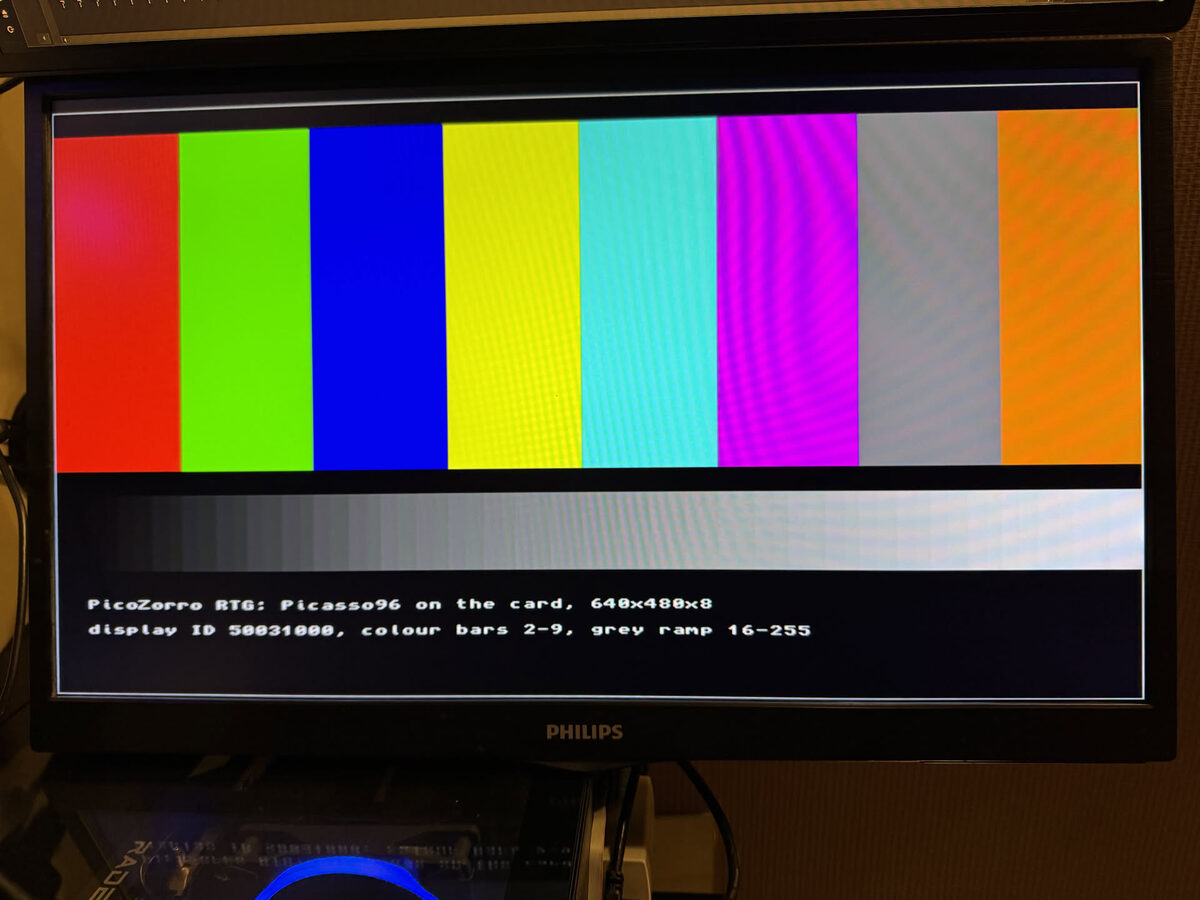 PicoZorro RTG: Picasso96 on the card, 640x480x8
display ID 50031000, colour bars 2-9, grey ramp 16-255
PHILIPS